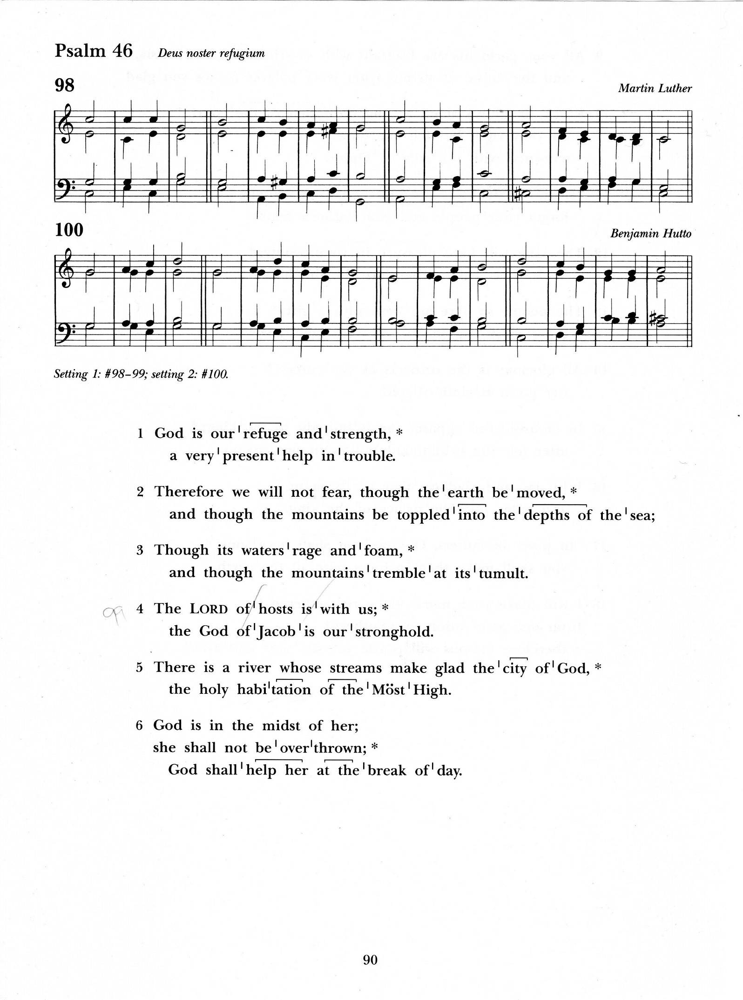 Psalm 46 Deus noster refugium
98 Martin Luther
100 Benjamin Hutto
Setting 1: #98–99; setting 2: #100.
1 God is our ' refuge and ' strength, *
a very ' present ' help in ' trouble.
2 Therefore we will not fear, though the ' earth be ' moved, *
and though the mountains be toppled ' into the ' depths of the ' sea;
3 Though its waters ' rage and ' foam, *
and though the mountains ' tremble ' at its ' tumult.
99 4 The LORD of ' hosts is ' with us; *
the God of ' Jacob ' is our ' stronghold.
5 There is a river whose streams make glad the ' city of ' God, *
the holy habi'tation of the ' Möst ' High.
6 God is in the midst of her;
she shall not be ' over'thrown; *
God shall ' help her at the ' break of ' day.
90